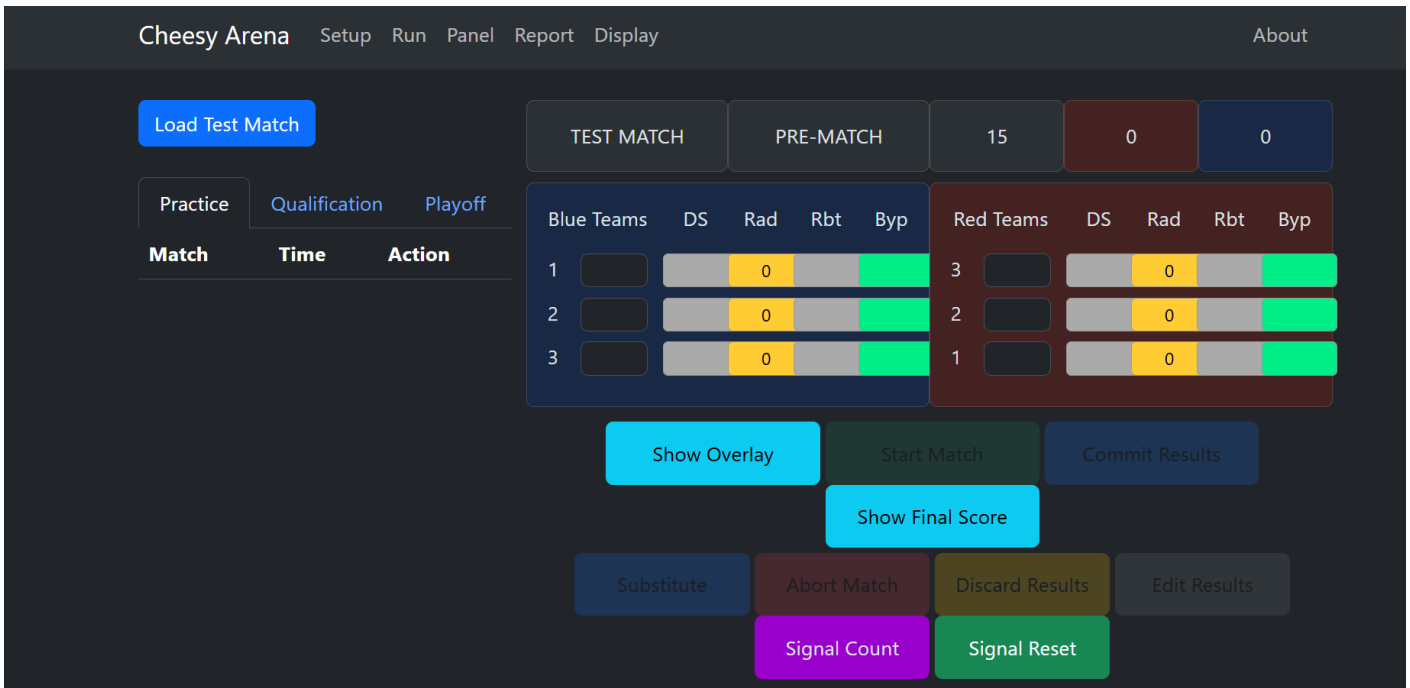 Cheesy Arena Setup Run Panel Report Display About
Load Test Match
TEST MATCH PRE-MATCH 15 0 0
Practice Qualification Playoff
Match Time Action
Blue Teams DS Rad Rbt Byp
1 0
2 0
3 0
Red Teams DS Rad Rbt Byp
3 0
2 0
1 0
Show Overlay Start Match Commit Results
Show Final Score
Substitute Abort Match Discard Results Edit Results
Signal Count Signal Reset